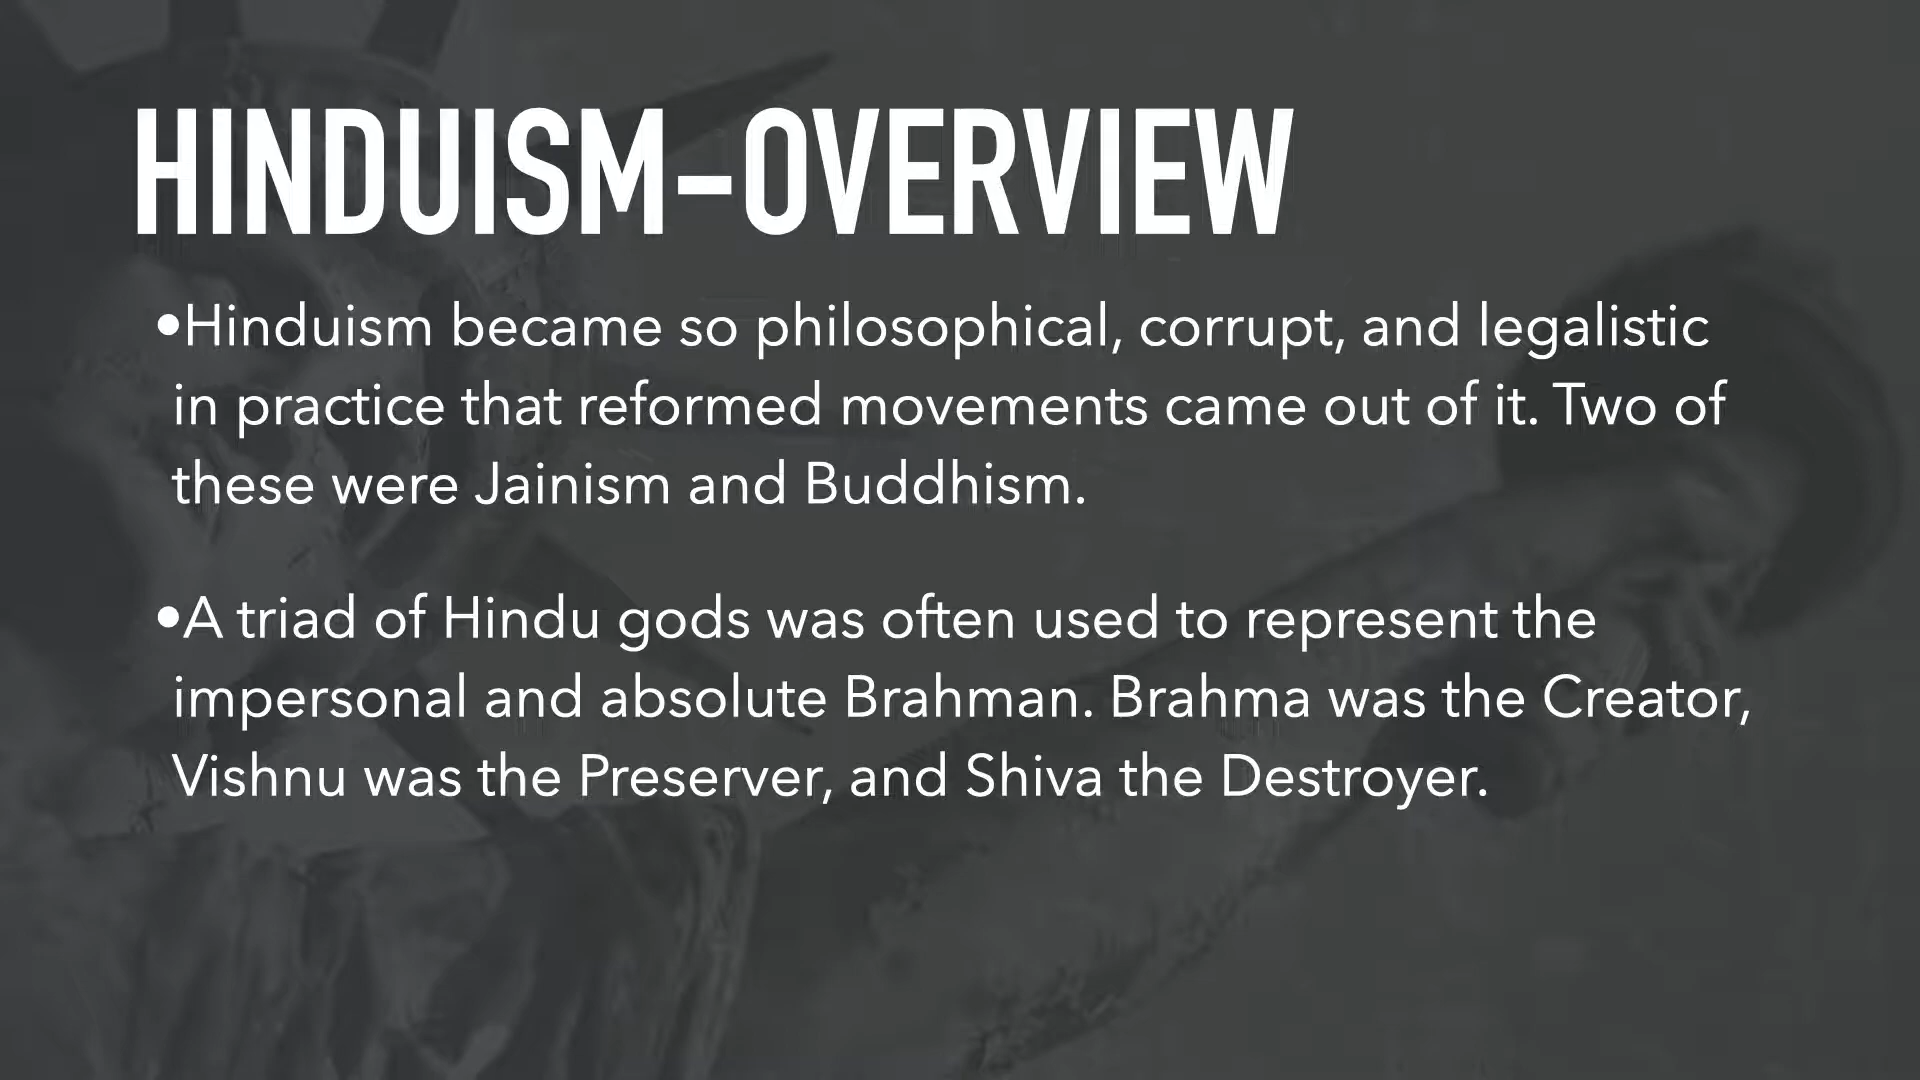 HINDUISM–OVERVIEW
•Hinduism became so philosophical, corrupt, and legalistic
in practice that reformed movements came out of it. Two of
these were Jainism and Buddhism.
•A triad of Hindu gods was often used to represent the
impersonal and absolute Brahman. Brahma was the Creator,
Vishnu was the Preserver, and Shiva the Destroyer.